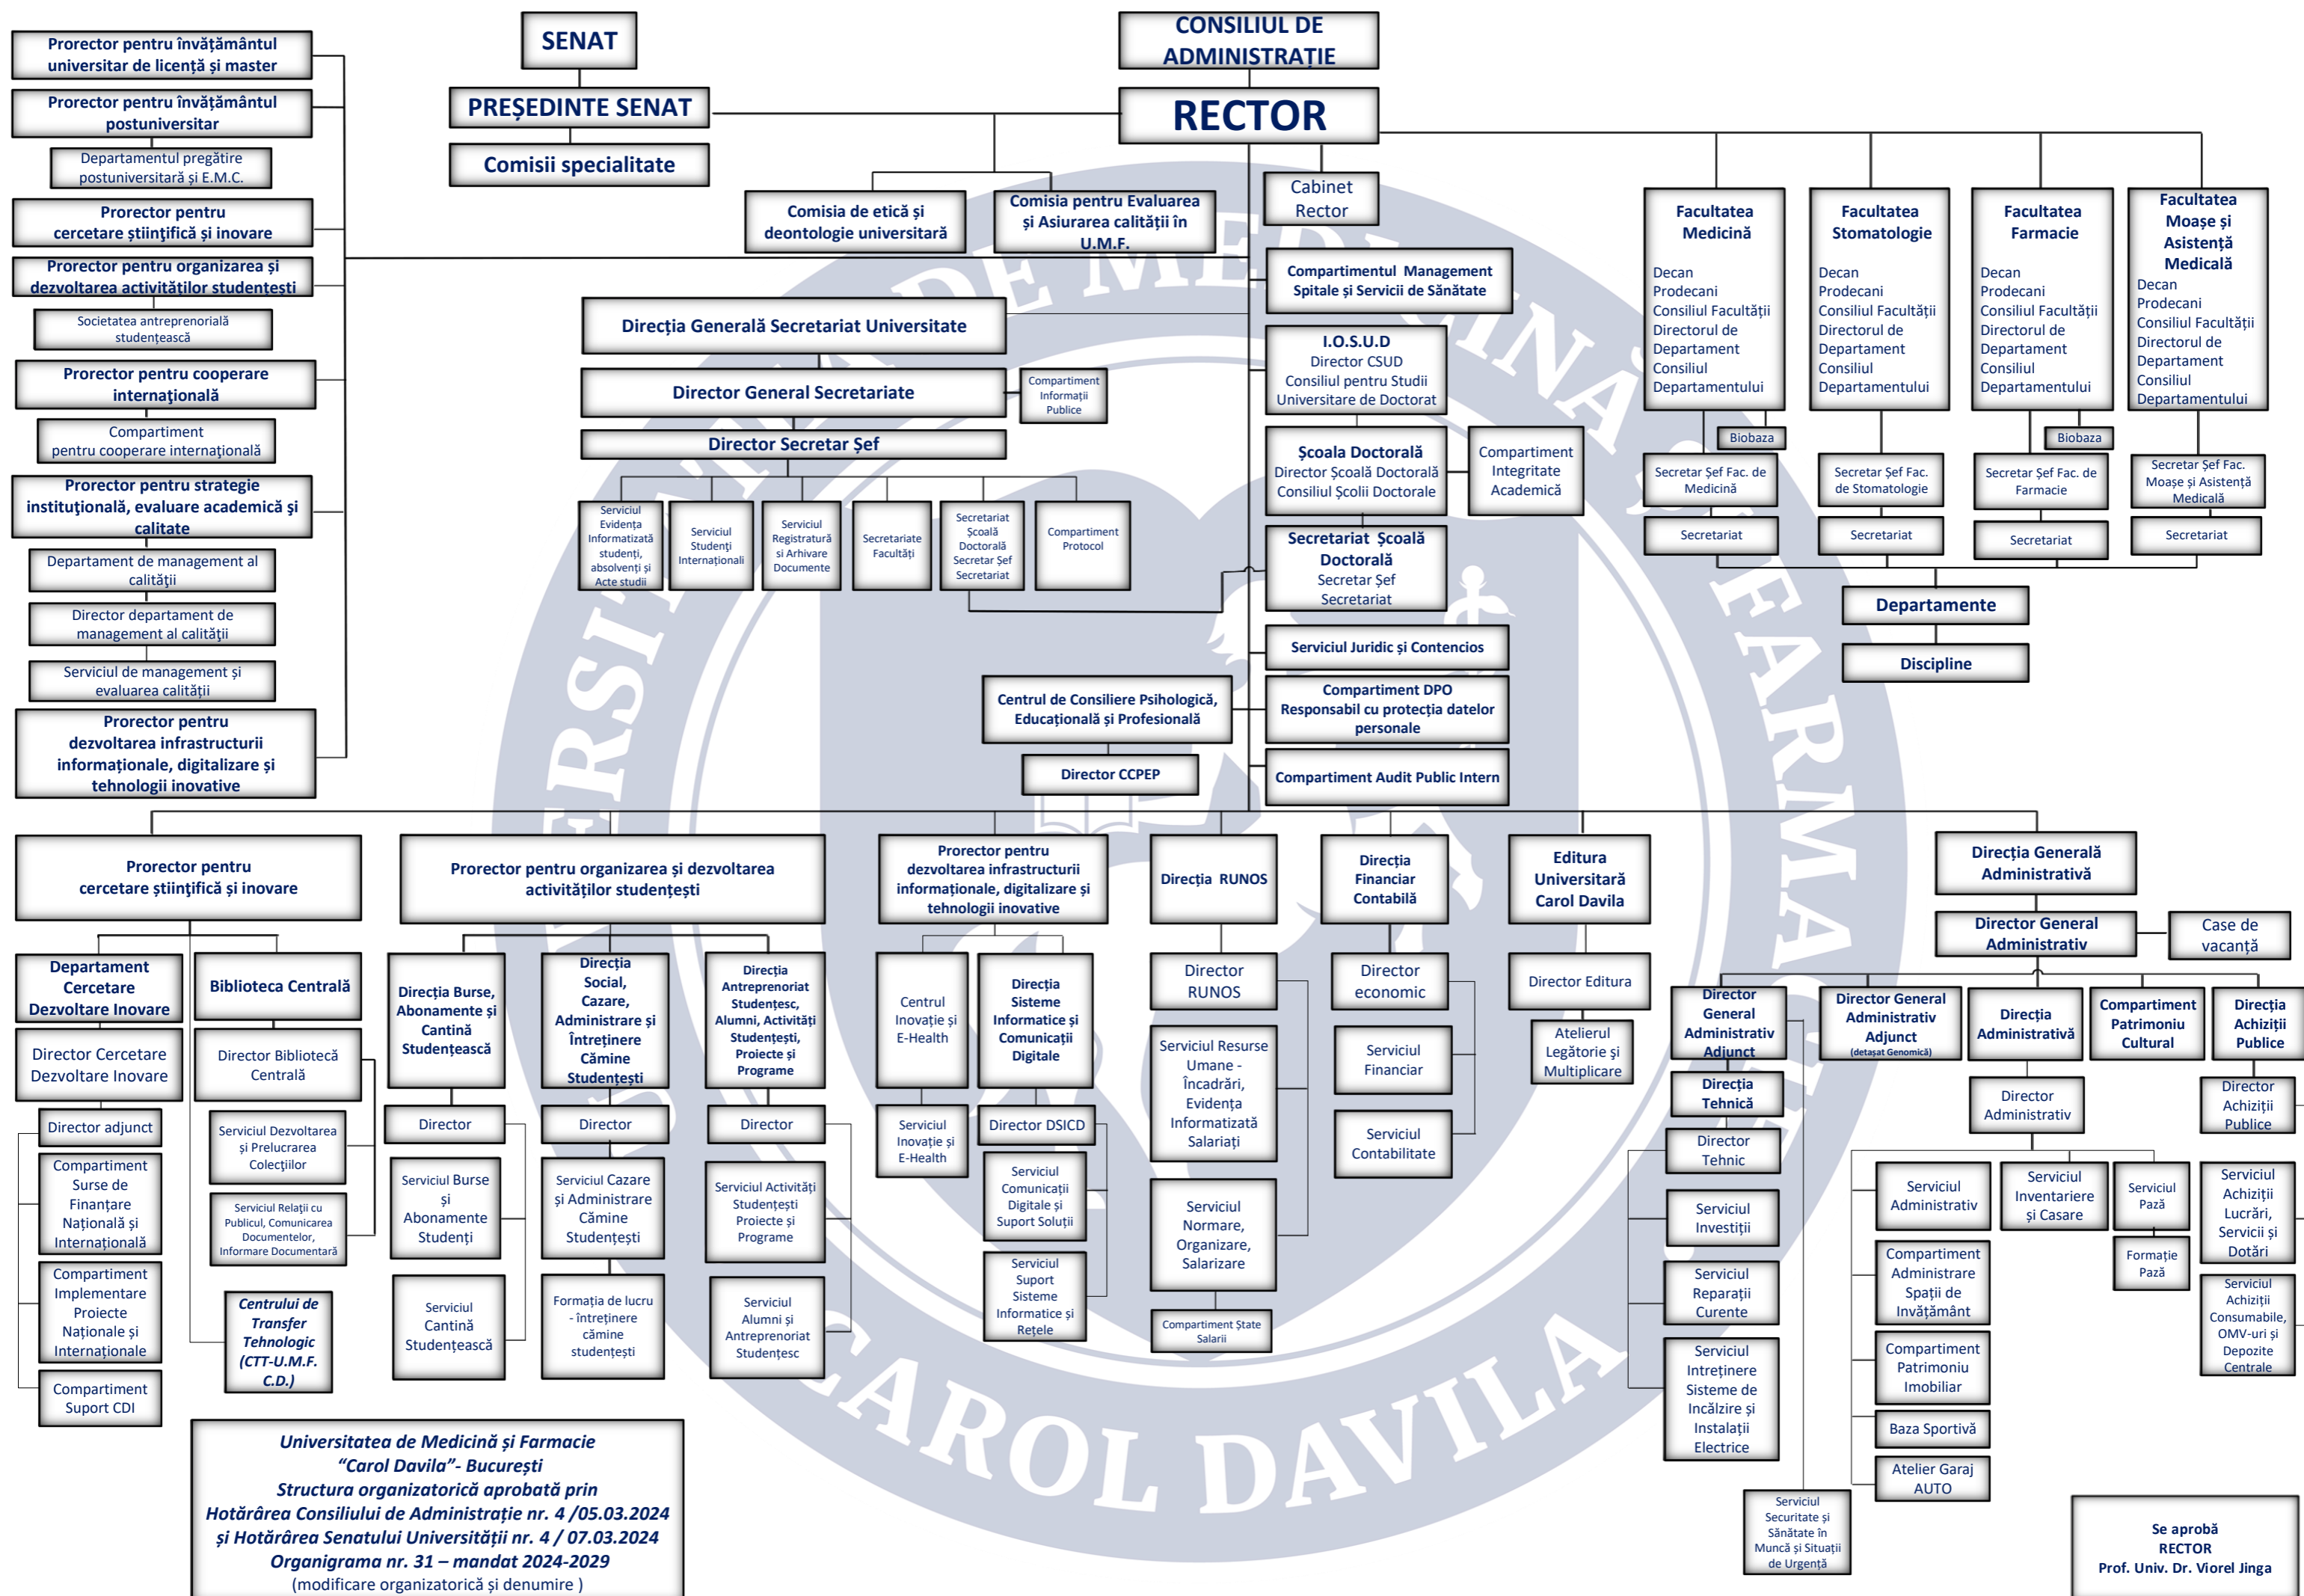 Prorector pentru învățământul
universitar de licență și master
Prorector pentru învățământul
postuniversitar
Departamentul pregătire
postuniversitară și E.M.C.
Prorector pentru
cercetare științifică și inovare
Prorector pentru organizarea și
dezvoltarea activităților studențești
Societatea antreprenorială
studențească
Prorector pentru cooperare
internațională
Compartiment
pentru cooperare internațională
Prorector pentru strategie
instituțională, evaluare academică și
calitate
Departament de management al
calității
Director departament de
management al calității
Serviciul de management și
evaluarea calității
Prorector pentru
dezvoltarea infrastructurii
informaționale, digitalizare și
tehnologii inovative
SENAT
PREȘEDINTE SENAT
Comisii specialitate
CONSILIUL DE
ADMINISTRAȚIE
RECTOR
Comisia de etică și
deontologie universitară
Comisia pentru Evaluarea
și Asiurarea calității în
U.M.F.
Cabinet
Rector
Compartimentul Management
Spitale și Servicii de Sănătate
Direcția Generală Secretariat Universitate
Director General Secretariate
Compartiment
Informații
Publice
Director Secretar Șef
Serviciul
Evidența
Informatizată
studenți,
absolvenți și
Acte studii
Serviciul
Studenți
Internaționali
Serviciul
Registratură
si Arhivare
Documente
Secretariate
Facultăți
Secretariat
Școală
Doctorală
Secretar Șef
Secretariat
Compartiment
Protocol
I.O.S.U.D
Director CSUD
Consiliul pentru Studii
Universitare de Doctorat
Școala Doctorală
Director Școală Doctorală
Consiliul Școlii Doctorale
Compartiment
Integritate
Academică
Secretariat Școală
Doctorală
Secretar Șef
Secretariat
Serviciul Juridic și Contencios
Centrul de Consiliere Psihologică,
Educațională și Profesională
Director CCPEP
Compartiment DPO
Responsabil cu protecția datelor
personale
Compartiment Audit Public Intern
Facultatea
Medicină
Decan
Prodecani
Consiliul Facultății
Directorul de
Departament
Consiliul
Departamentului
Biobaza
Secretar Șef Fac. de
Medicină
Secretariat
Facultatea
Stomatologie
Decan
Prodecani
Consiliul Facultății
Directorul de
Departament
Consiliul
Departamentului
Secretar Șef Fac.
de Stomatologie
Secretariat
Facultatea
Farmacie
Decan
Prodecani
Consiliul Facultății
Directorul de
Departament
Consiliul
Departamentului
Biobaza
Secretar Șef Fac. de
Farmacie
Secretariat
Facultatea
Moașe și
Asistență
Medicală
Decan
Prodecani
Consiliul Facultății
Directorul de
Departament
Consiliul
Departamentului
Secretar Șef Fac.
Moașe și Asistență
Medicală
Secretariat
Departamente
Discipline
Prorector pentru
cercetare științifică și inovare
Departament
Cercetare
Dezvoltare Inovare
Director Cercetare
Dezvoltare Inovare
Director adjunct
Compartiment
Surse de
Finanțare
Națională și
Internațională
Compartiment
Implementare
Proiecte
Naționale și
Internaționale
Compartiment
Suport CDI
Biblioteca Centrală
Director Bibliotecă
Centrală
Serviciul Dezvoltarea
și Prelucrarea
Colecțiilor
Serviciul Relații cu
Publicul, Comunicarea
Documentelor,
Informare Documentară
Centrului de
Transfer
Tehnologic
(CTT-U.M.F.
C.D.)
Prorector pentru organizarea și dezvoltarea
activităților studențești
Direcția Burse,
Abonamente și
Cantină
Studențească
Director
Serviciul Burse
și
Abonamente
Studenți
Serviciul
Cantină
Studențească
Direcția
Social,
Cazare,
Administrare și
Întreținere
Cămine
Studențești
Director
Serviciul Cazare
și Administrare
Cămine
Studențești
Formația de lucru
- întreținere
cămine
studențești
Direcția
Antreprenoriat
Studențesc,
Alumni, Activități
Studențești,
Proiecte și
Programe
Director
Serviciul Activități
Studențești
Proiecte și
Programe
Serviciul
Alumni și
Antreprenoriat
Studențesc
Prorector pentru
dezvoltarea infrastructurii
informaționale, digitalizare și
tehnologii inovative
Centrul
Inovație și
E-Health
Serviciul
Inovație și
E-Health
Direcția
Sisteme
Informatice și
Comunicații
Digitale
Director DSICD
Serviciul
Comunicații
Digitale și
Suport Soluții
Serviciul
Suport
Sisteme
Informatice și
Rețele
Direcția RUNOS
Director
RUNOS
Serviciul Resurse
Umane -
Încadrări,
Evidența
Informatizată
Salariați
Serviciul
Normare,
Organizare,
Salarizare
Compartiment State
Salarii
Direcția
Financiar
Contabilă
Director
economic
Serviciul
Financiar
Serviciul
Contabilitate
Editura
Universitară
Carol Davila
Director Editura
Atelierul
Legătorie și
Multiplicare
Direcția Generală
Administrativă
Director General
Administrativ
Case de
vacanță
Director
General
Administrativ
Adjunct
Direcția
Tehnică
Director
Tehnic
Serviciul
Investiții
Serviciul
Reparații
Curente
Serviciul
Intreținere
Sisteme de
Incălzire și
Instalații
Electrice
Serviciul
Securitate și
Sănătate în
Muncă și Situații
de Urgență
Director General
Administrativ
Adjunct
(detașat Genomică)
Direcția
Administrativă
Director
Administrativ
Serviciul
Administrativ
Compartiment
Administrare
Spații de
Invățământ
Compartiment
Patrimoniu
Imobiliar
Baza Sportivă
Atelier Garaj
AUTO
Serviciul
Inventariere
și Casare
Serviciul
Pază
Formație
Pază
Compartiment
Patrimoniu
Cultural
Direcția
Achiziții
Publice
Director
Achiziții
Publice
Serviciul
Achiziții
Lucrări,
Servicii și
Dotări
Serviciul
Achiziții
Consumabile,
OMV-uri și
Depozite
Centrale
Universitatea de Medicină și Farmacie
“Carol Davila”- București
Structura organizatorică aprobată prin
Hotărârea Consiliului de Administrație nr. 4 /05.03.2024
și Hotărârea Senatului Universității nr. 4 / 07.03.2024
Organigrama nr. 31 – mandat 2024-2029
(modificare organizatorică și denumire )
Se aprobă
RECTOR
Prof. Univ. Dr. Viorel Jinga
CAROL DAVILA